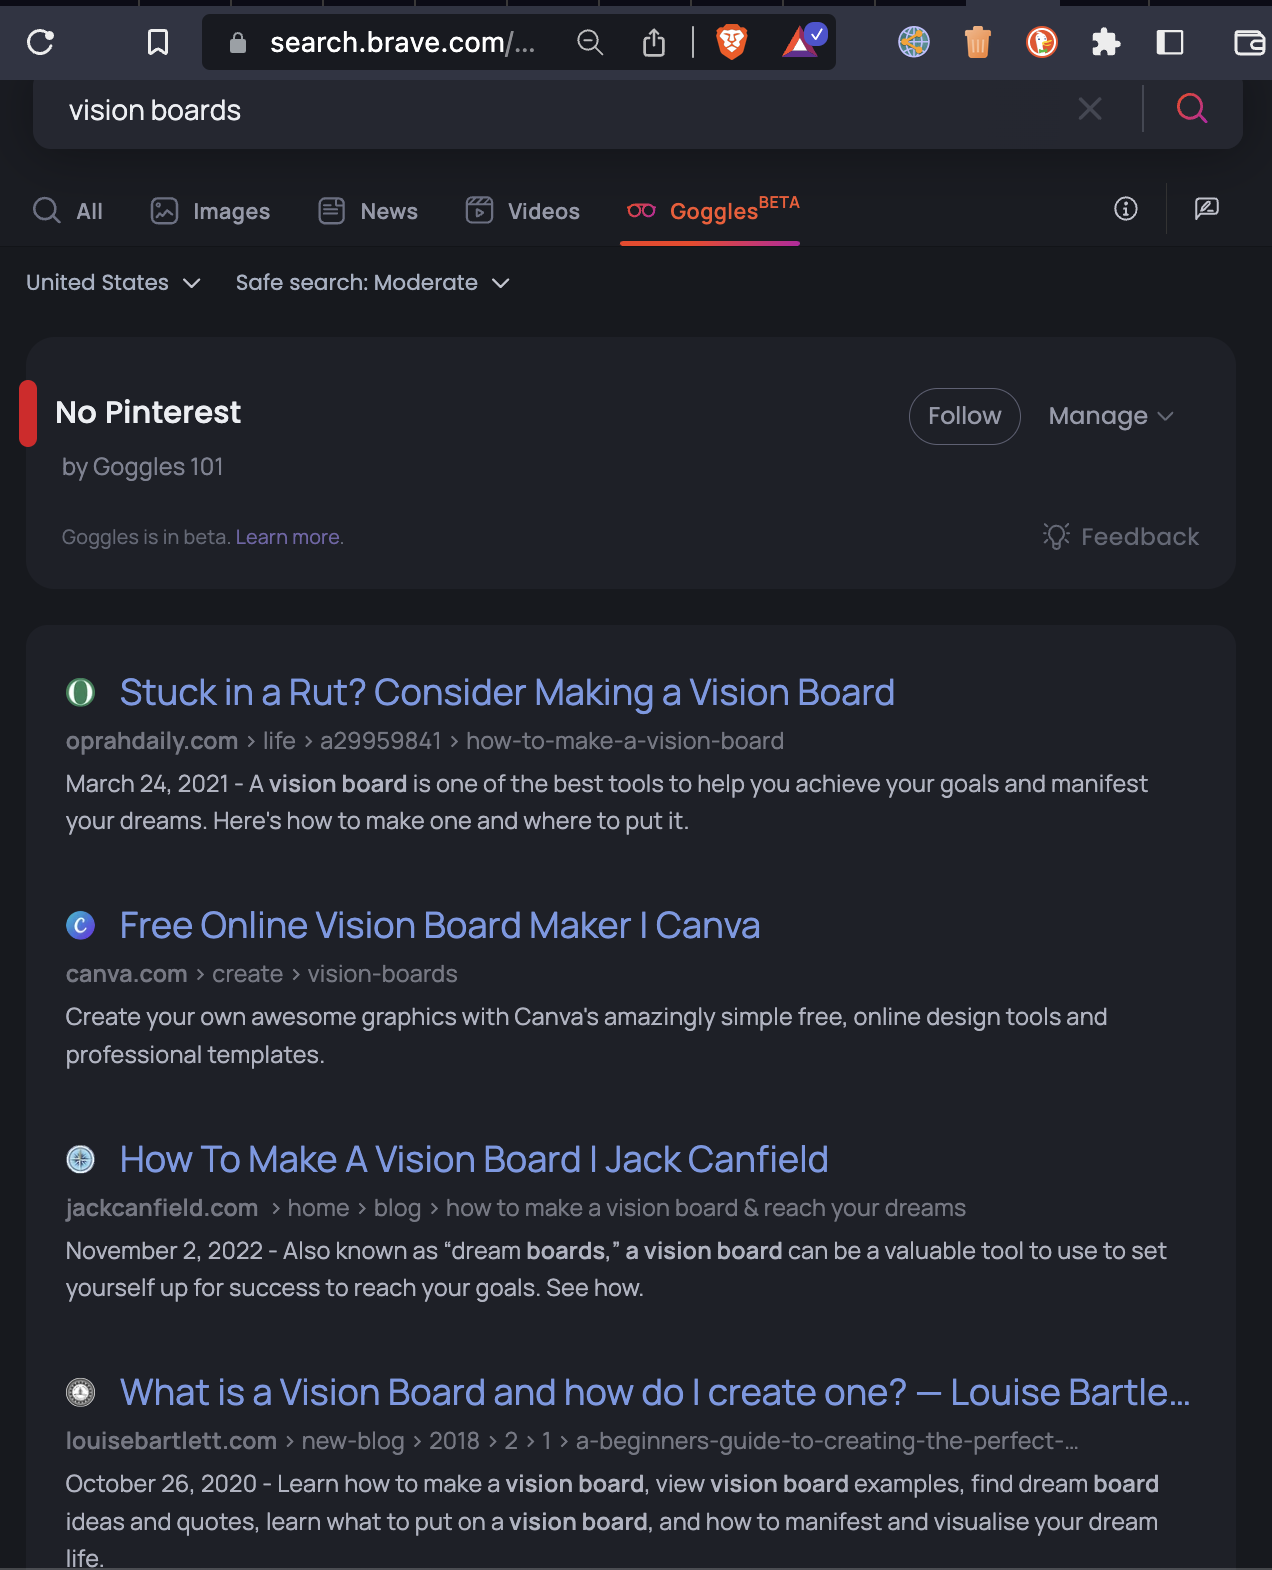 search.brave.com/...
vision boards
All
Images
News
Videos
Goggles BETA
United States
Safe search: Moderate
No Pinterest
Follow
Manage
by Goggles 101
Goggles is in beta. Learn more.
Feedback
Stuck in a Rut? Consider Making a Vision Board
oprahdaily.com › life › a29959841 › how-to-make-a-vision-board
March 24, 2021 - A vision board is one of the best tools to help you achieve your goals and manifest
your dreams. Here's how to make one and where to put it.
Free Online Vision Board Maker | Canva
canva.com › create › vision-boards
Create your own awesome graphics with Canva's amazingly simple free, online design tools and
professional templates.
How To Make A Vision Board | Jack Canfield
jackcanfield.com › home › blog › how to make a vision board & reach your dreams
November 2, 2022 - Also known as “dream boards,” a vision board can be a valuable tool to use to set
yourself up for success to reach your goals. See how.
What is a Vision Board and how do I create one? — Louise Bartle...
louisebartlett.com › new-blog › 2018 › 2 › 1 › a-beginners-guide-to-creating-the-perfect-...
October 26, 2020 - Learn how to make a vision board, view vision board examples, find dream board
ideas and quotes, learn what to put on a vision board, and how to manifest and visualise your dream
life.